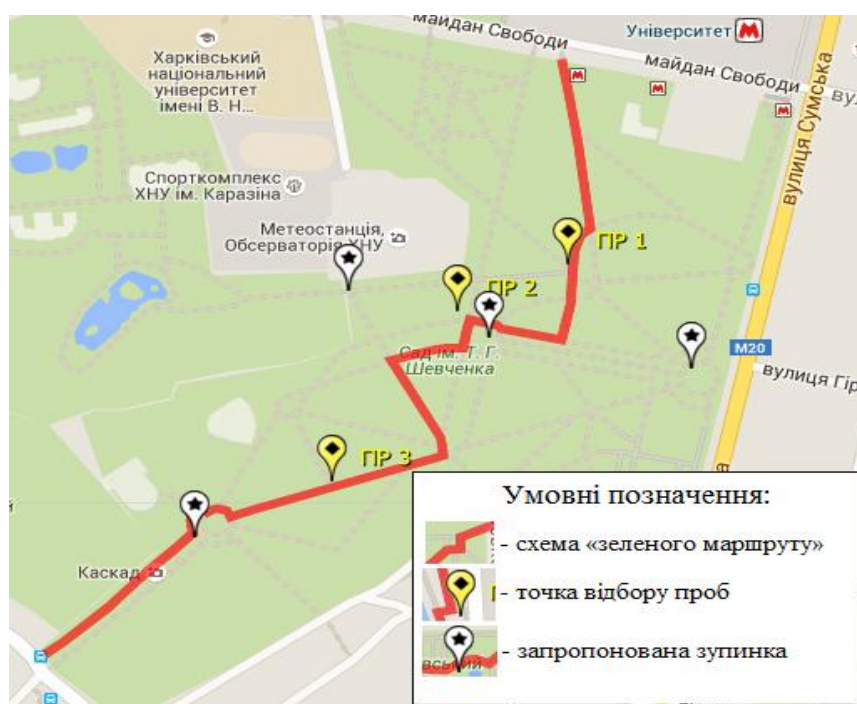 майдан Свободи
Університет
майдан Свободи
Харківський
національний
університет
імені В. Н...
вулиця Сумська
Спорткомплекс
ХНУ ім. Каразіна
Метеостанція,
Обсерваторія ХНУ
ПР 1
ПР 2
Сад ім. Т. Г.
Шевченка
М20
вулиця Гір
ПР 3
Умовні позначення:
- схема «зеленого маршруту»
- точка відбору проб
- запропонована зупинка
Каскад